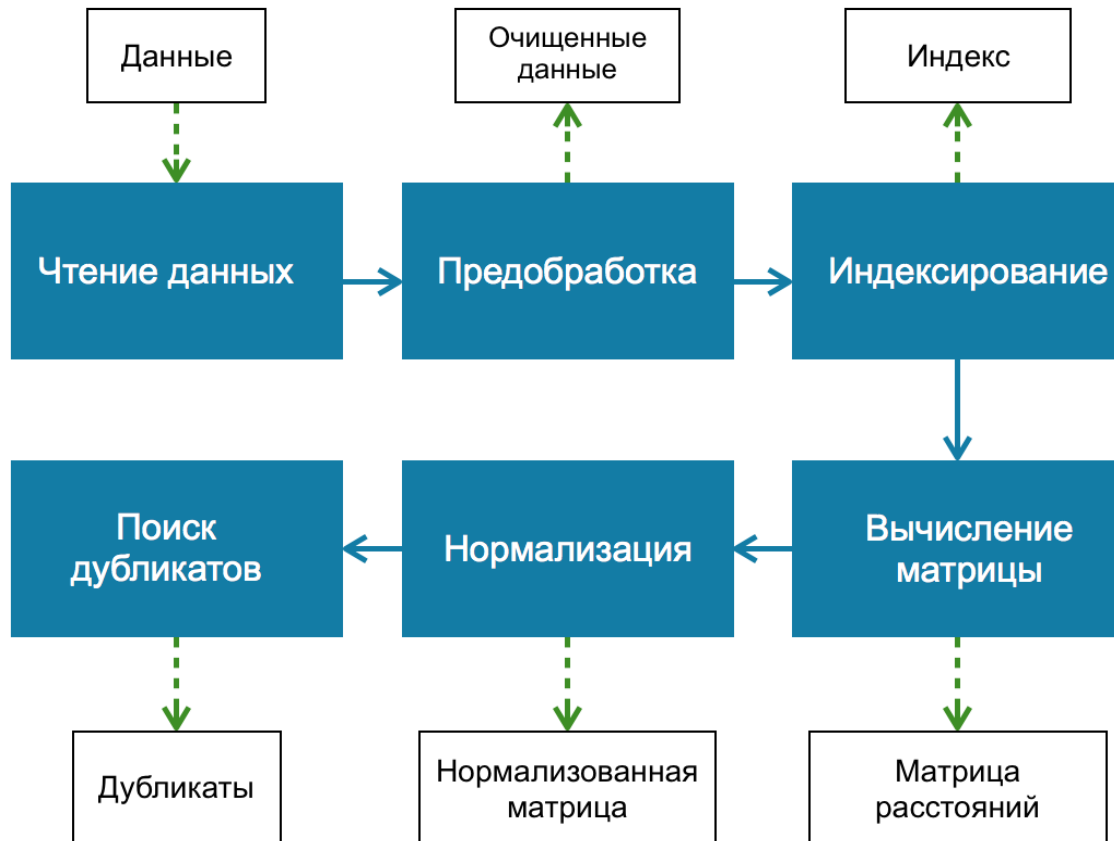 Данные
Очищенные
данные
Индекс
Чтение данных
Предобработка
Индексирование
Поиск
дубликатов
Нормализация
Вычисление
матрицы
Дубликаты
Нормализованная
матрица
Матрица
расстояний